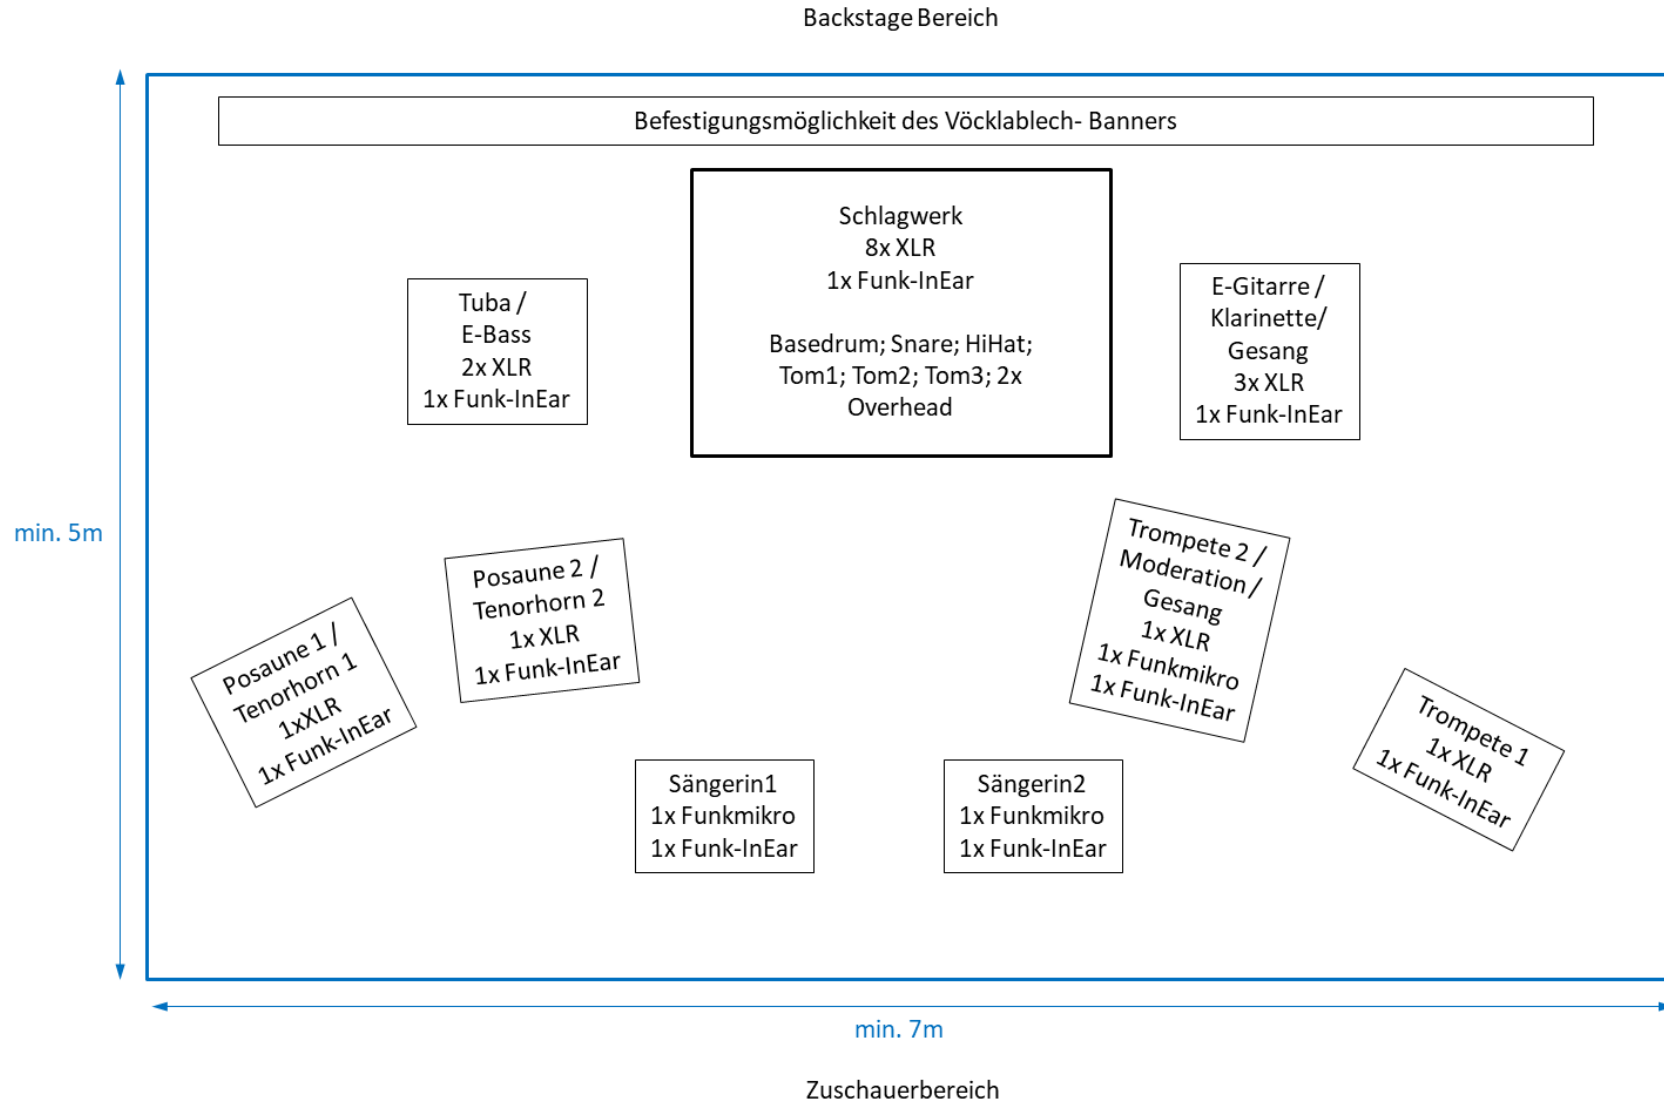 Backstage Bereich
Befestigungsmöglichkeit des Vöcklablech- Banners
Schlagwerk
8x XLR
1x Funk-InEar
Basedrum; Snare; HiHat;
Tom1; Tom2; Tom3; 2x
Overhead
Tuba /
E-Bass
2x XLR
1x Funk-InEar
E-Gitarre /
Klarinette/
Gesang
3x XLR
1x Funk-InEar
min. 5m
Posaune 1 /
Tenorhorn 1
1xXLR
1x Funk-InEar
Posaune 2 /
Tenorhorn 2
1x XLR
1x Funk-InEar
Trompete 2 /
Moderation /
Gesang
1x XLR
1x Funkmikro
1x Funk-InEar
Trompete 1
1x XLR
1x Funk-InEar
Sängerin1
1x Funkmikro
1x Funk-InEar
Sängerin2
1x Funkmikro
1x Funk-InEar
min. 7m
Zuschauerbereich